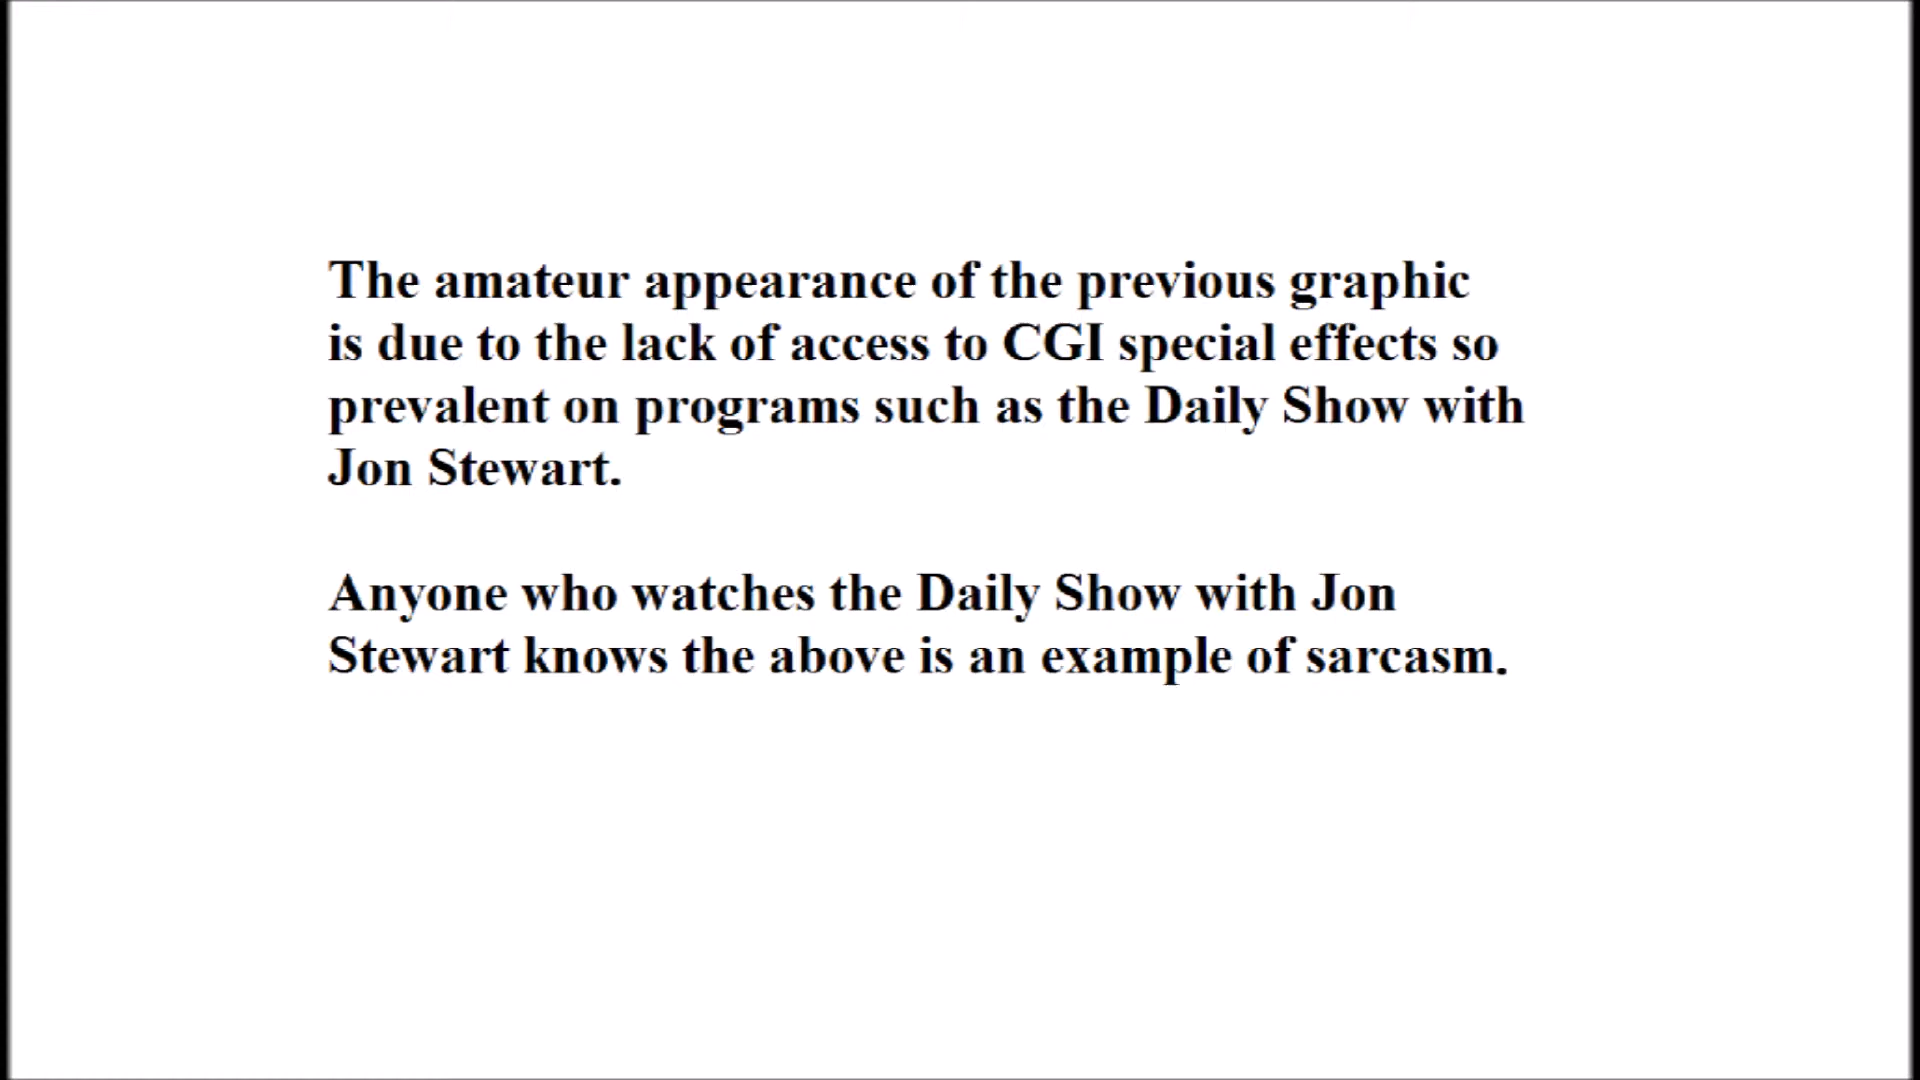 The amateur appearance of the previous graphic
is due to the lack of access to CGI special effects so
prevalent on programs such as the Daily Show with
Jon Stewart.
Anyone who watches the Daily Show with Jon
Stewart knows the above is an example of sarcasm.